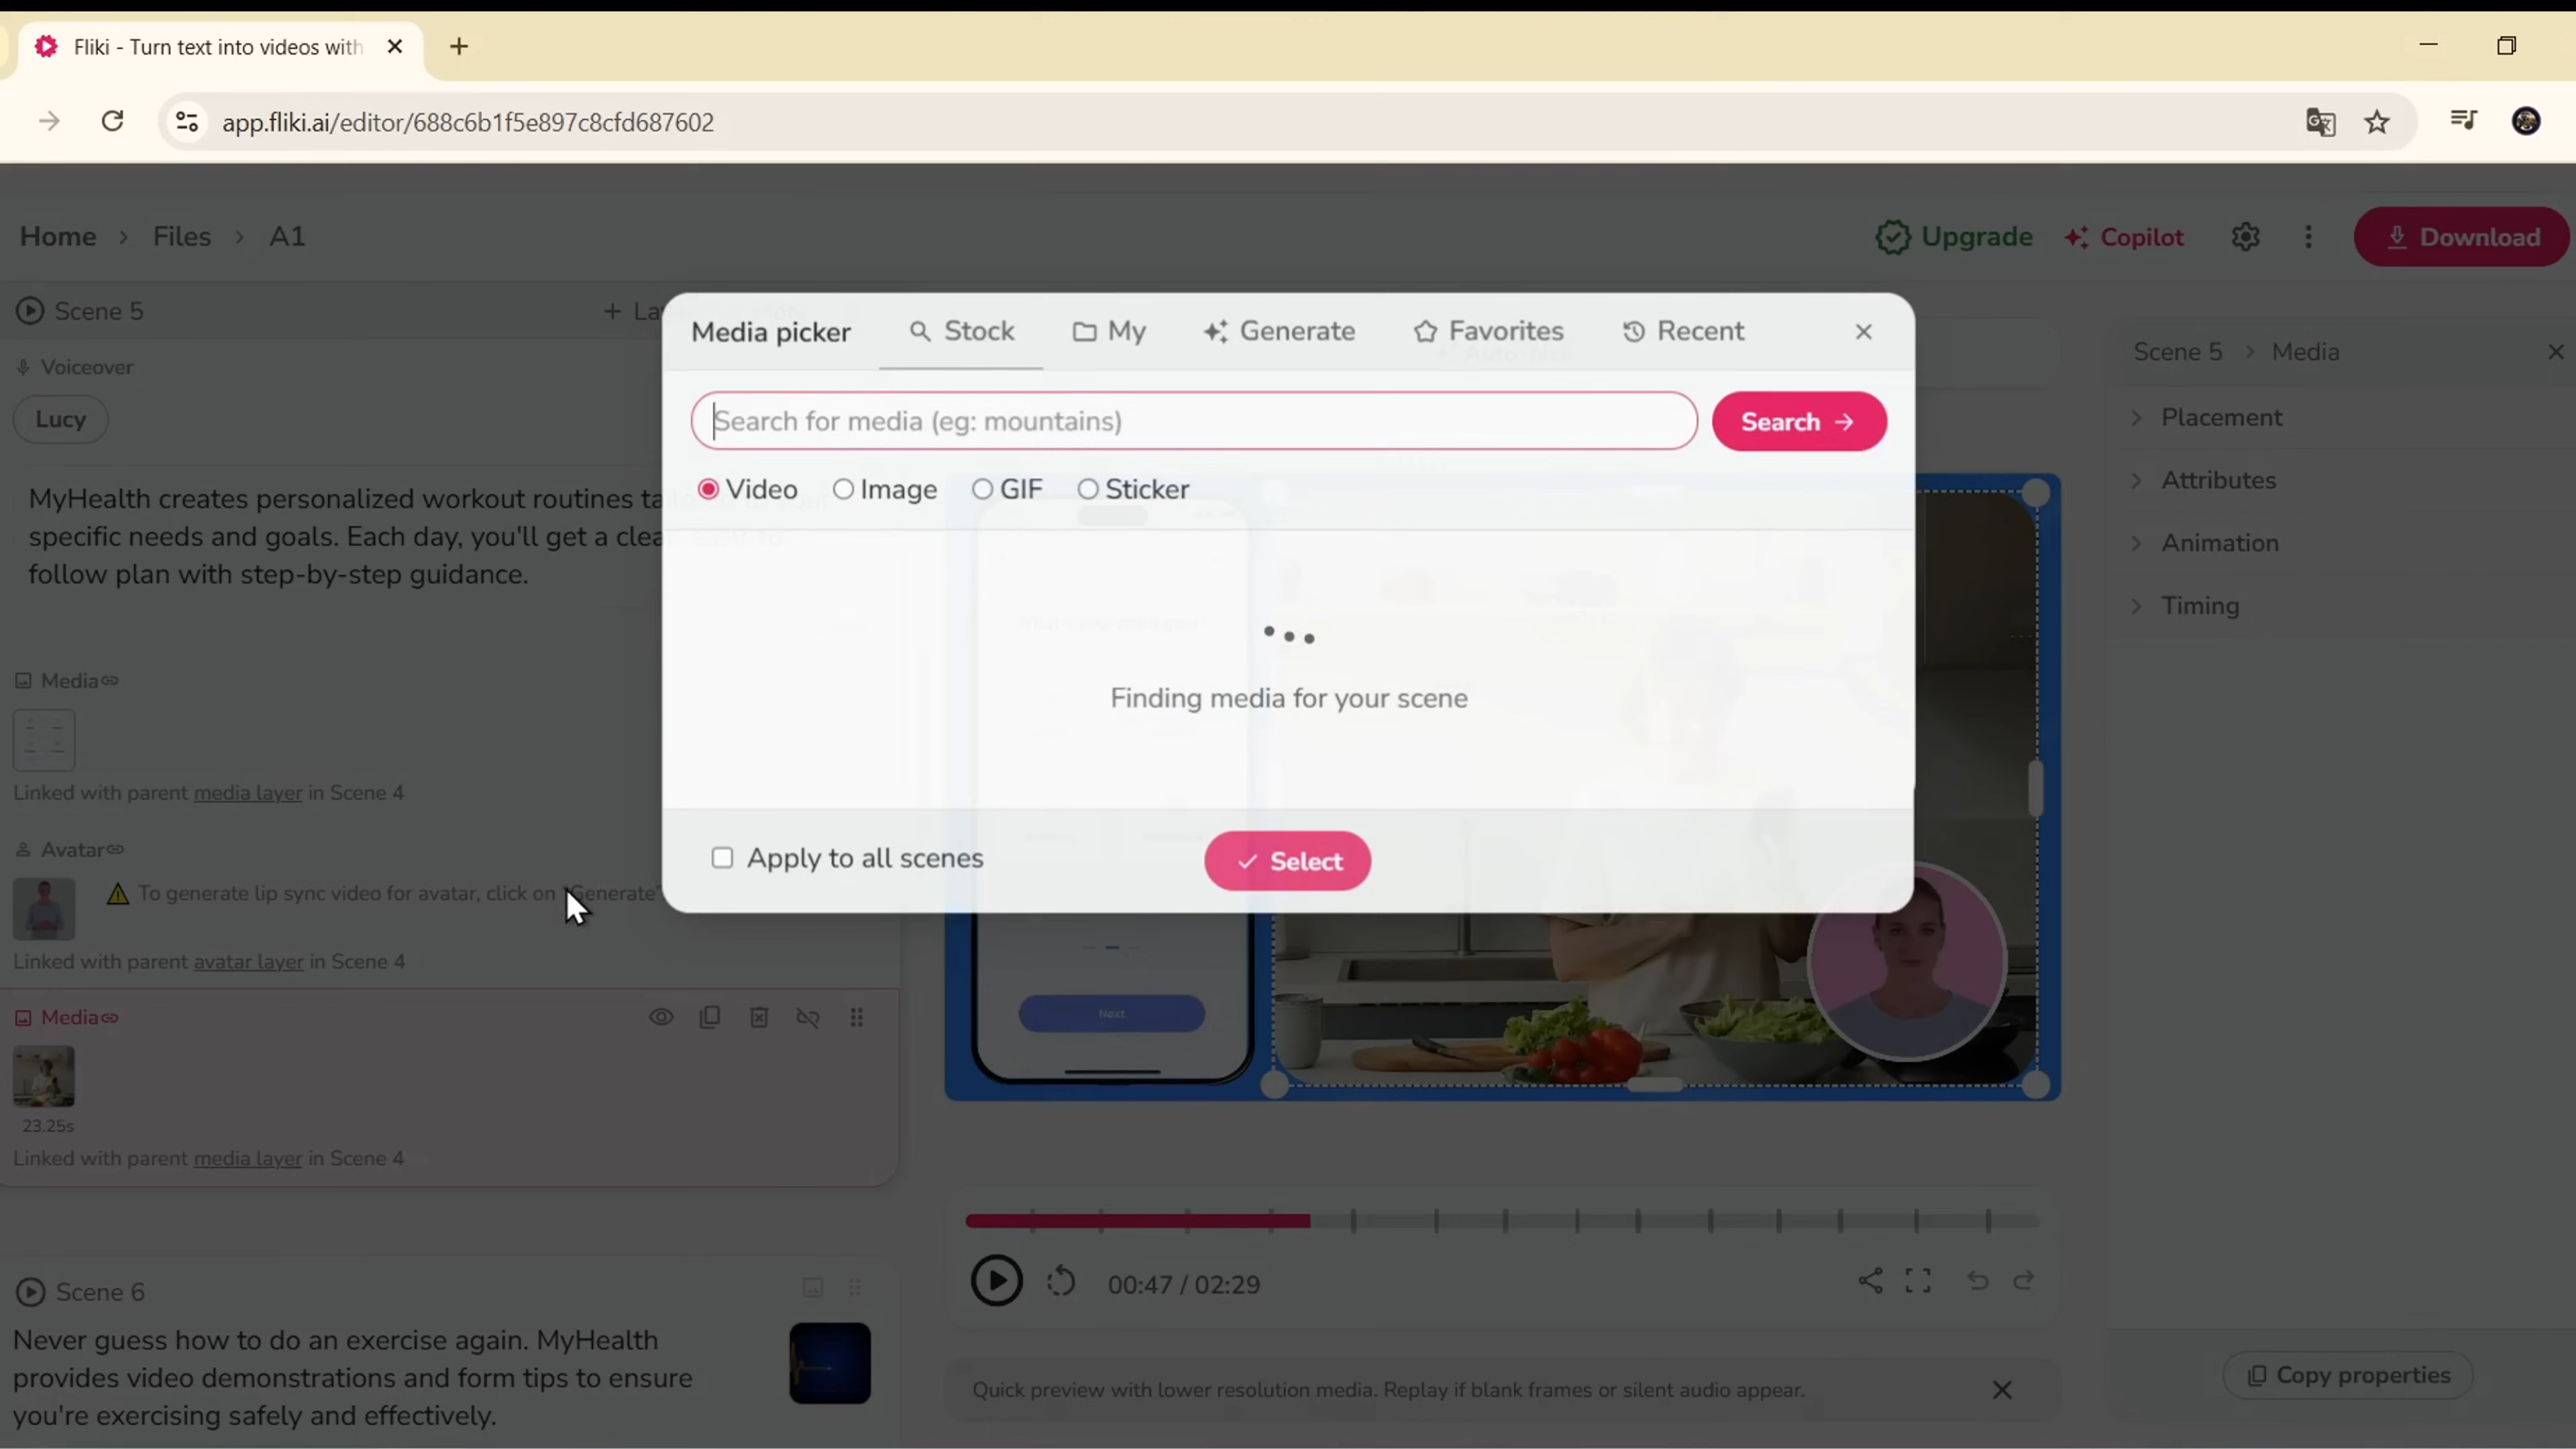 Fliki - Turn text into videos with
app.fliki.ai/editor/688c6b1f5e897c8cfd687602
Home > Files > A1
Upgrade
Copilot
Download
Scene 5
+ La
Voiceover
Lucy
MyHealth creates personalized workout routines
specific needs and goals. Each day, you'll get a
follow plan with step-by-step guidance.
Media
Linked with parent media layer in Scene 4
Avatar
To generate lip sync video for avatar, click on "Generate"
Linked with parent avatar layer in Scene 4
Media
23.25s
Linked with parent media layer in Scene 4
Scene 6
Never guess how to do an exercise again. MyHealth
provides video demonstrations and form tips to ensure
you're exercising safely and effectively.
Media picker
Stock
My
Generate
Favorites
Recent
Search for media (eg: mountains)
Search
Video
Image
GIF
Sticker
Finding media for your scene
Apply to all scenes
Select
Next
00:47 / 02:29
Quick preview with lower resolution media. Replay if blank frames or silent audio appear.
Scene 5 > Media
Placement
Attributes
Animation
Timing
Copy properties